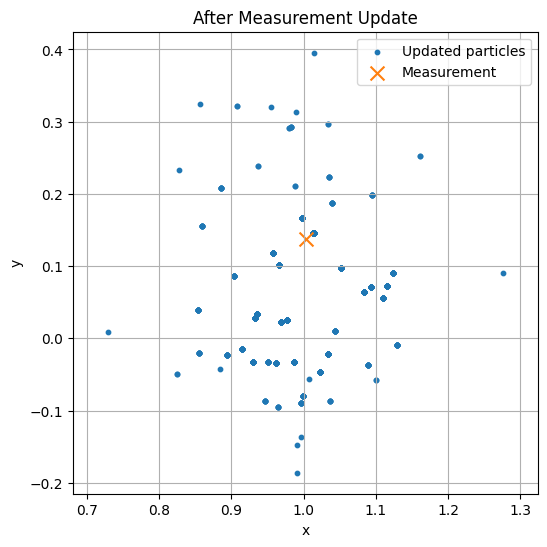 After Measurement Update
Updated particles
Measurement
0.4
0.3
0.2
0.1
0.0
−0.1
−0.2
y
0.7
0.8
0.9
1.0
1.1
1.2
1.3
x